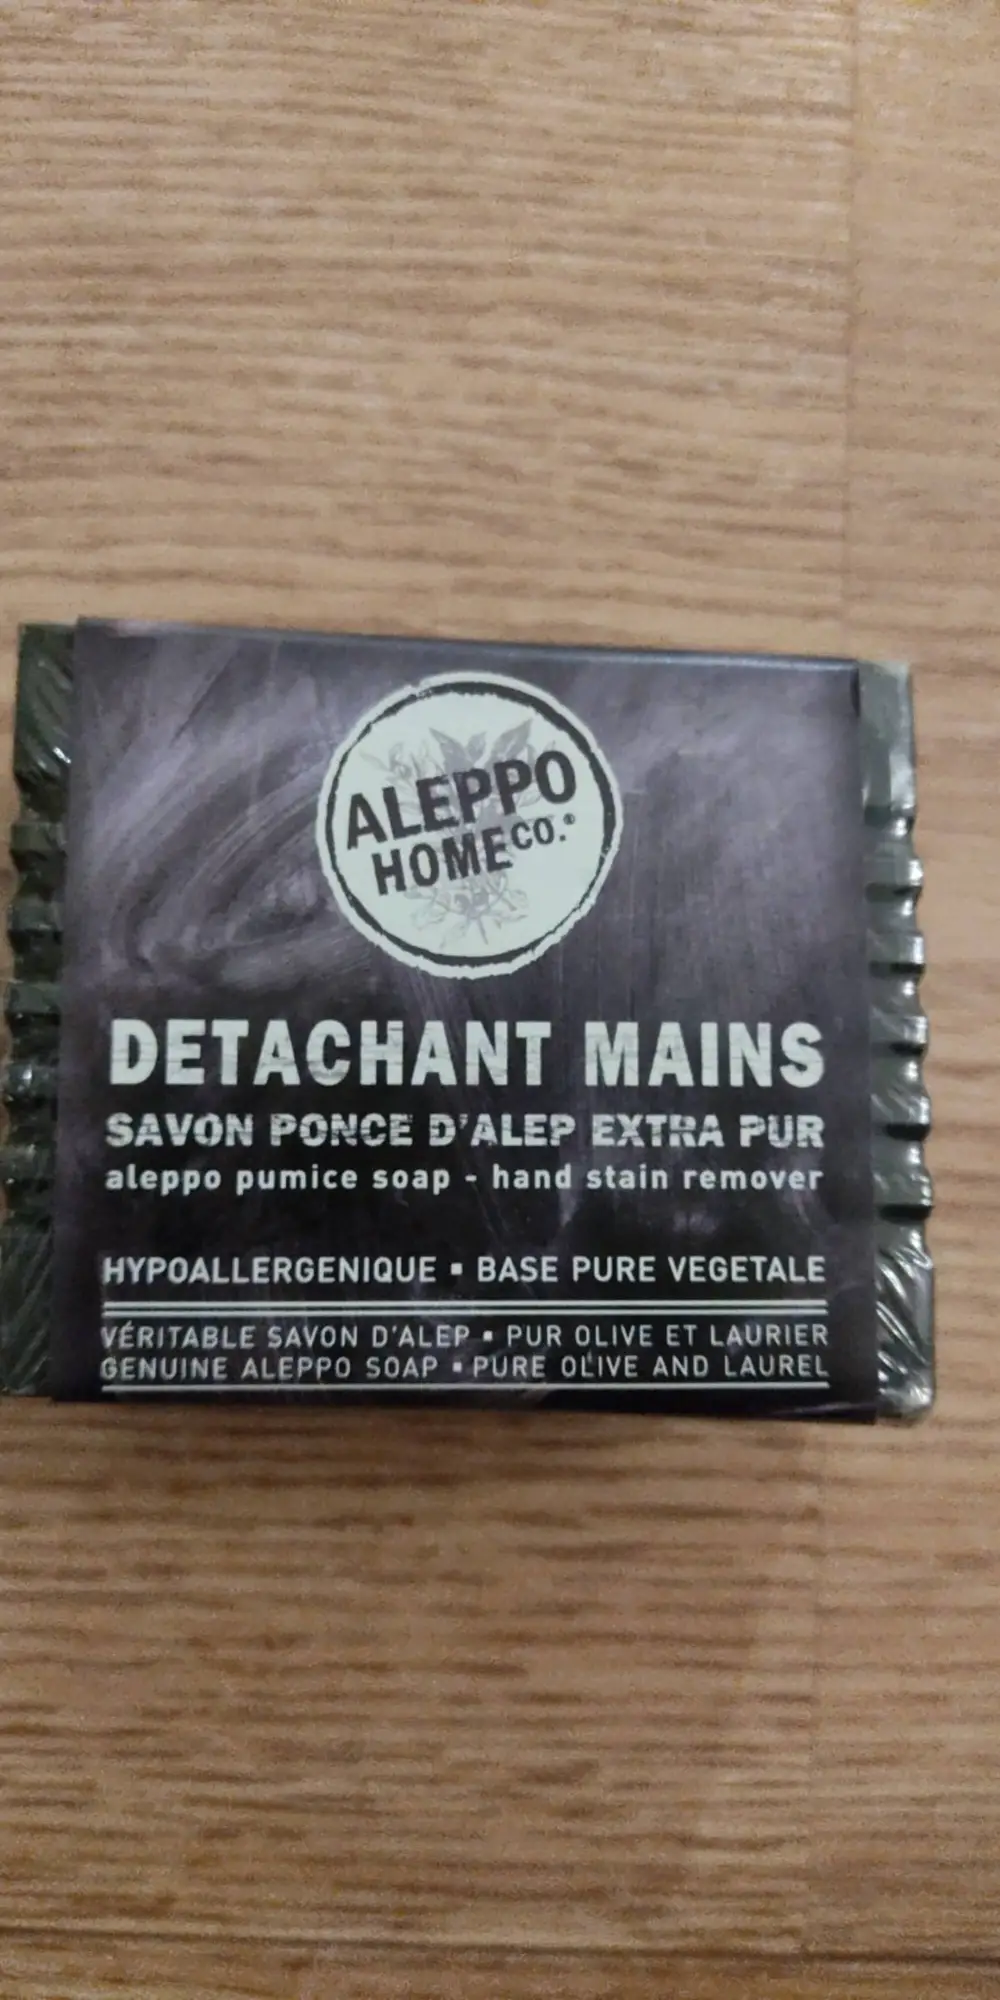 ALEPPO
HOME CO.®
DETACHANT MAINS
SAVON PONCE D'ALEP EXTRA PUR
aleppo pumice soap - hand stain remover
HYPOALLERGENIQUE ▪ BASE PURE VEGETALE
VÉRITABLE SAVON D'ALEP ▪ PUR OLIVE ET LAURIER
GENUINE ALEPPO SOAP ▪ PURE OLIVE AND LAUREL